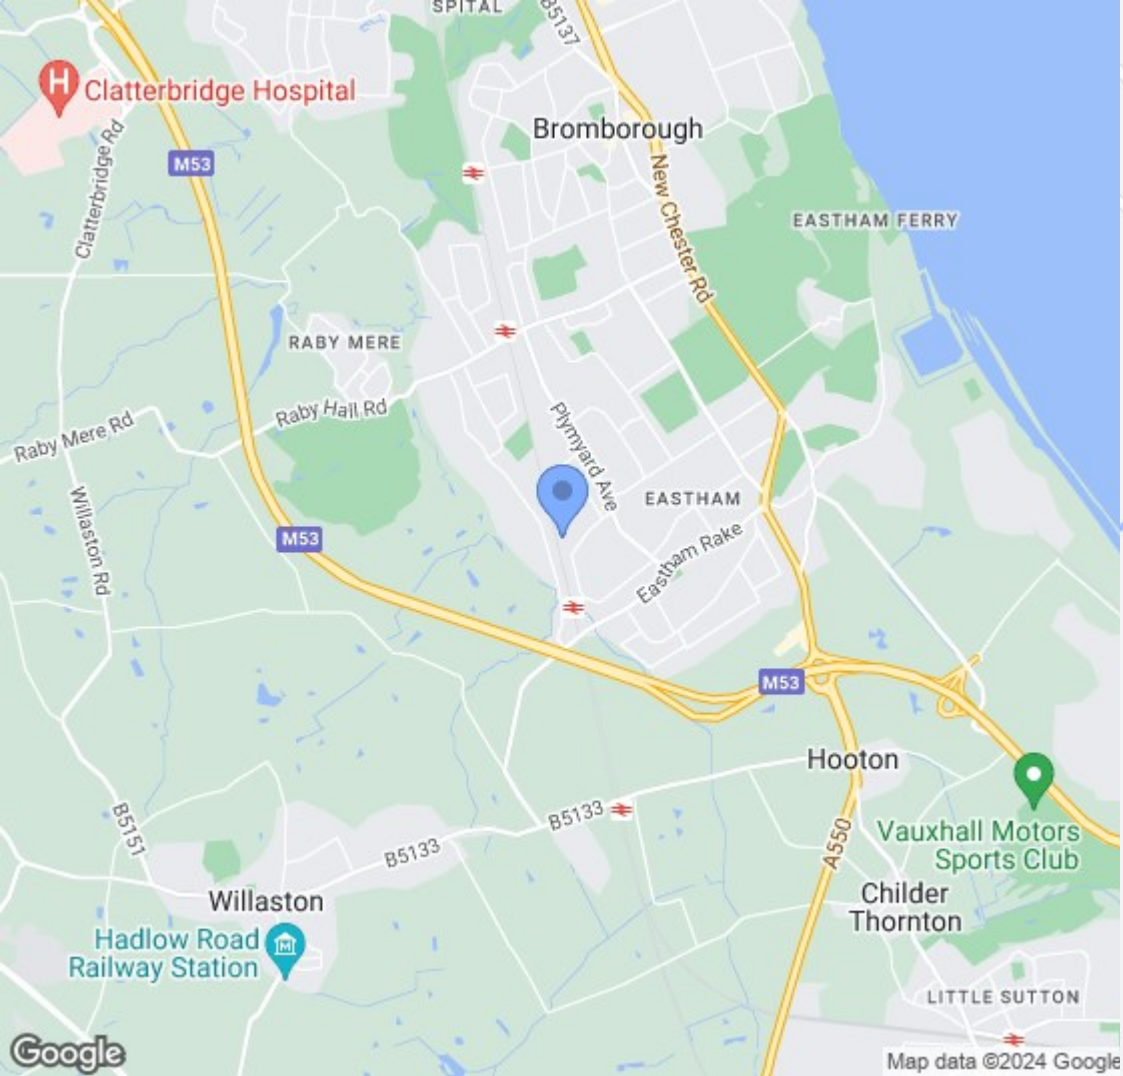 SPITAL
B5137
H
Clatterbridge Hospital
Bromborough
M53
Clatterbridge Rd
New Chester Rd
EASTHAM FERRY
RABY MERE
Raby Hall Rd
Raby Mere Rd
Plymyard Ave
Willaston Rd
EASTHAM
M53
Eastham Rake
M53
Hooton
B5151
B5133
B5133
A550
Vauxhall Motors
Sports Club
Willaston
Childer
Thornton
Hadlow Road
Railway Station
M
LITTLE SUTTON
Google
Map data ©2024 Google